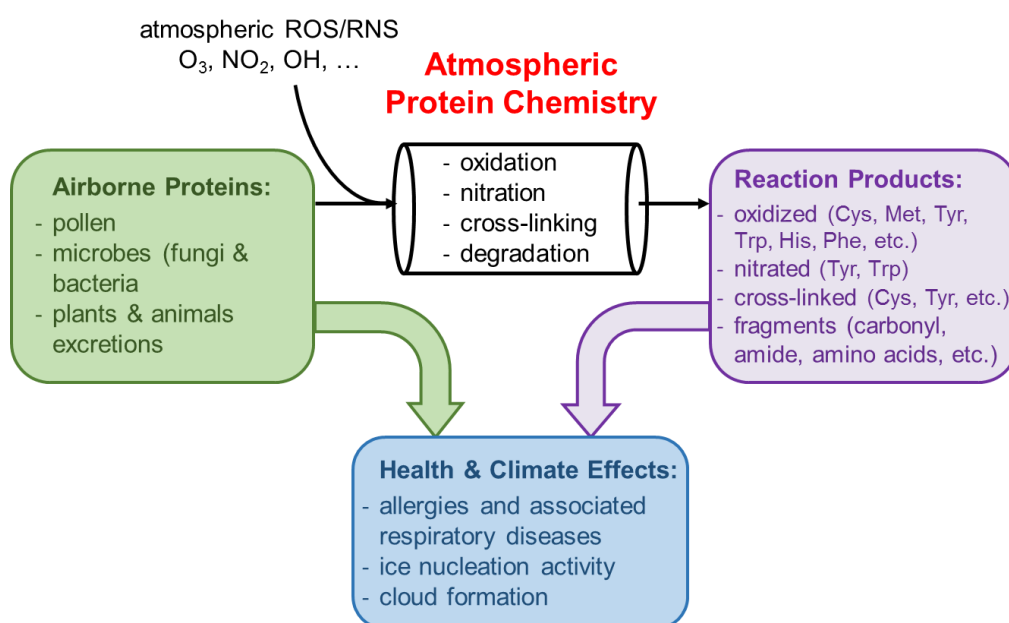 atmospheric ROS/RNS
O₃, NO₂, OH, ...
Atmospheric
Protein Chemistry
- oxidation
- nitration
- cross-linking
- degradation
Airborne Proteins:
- pollen
- microbes (fungi &
bacteria
- plants & animals
excretions
Reaction Products:
- oxidized (Cys, Met, Tyr,
Trp, His, Phe, etc.)
- nitrated (Tyr, Trp)
- cross-linked (Cys, Tyr, etc.)
- fragments (carbonyl,
amide, amino acids, etc.)
Health & Climate Effects:
- allergies and associated
respiratory diseases
- ice nucleation activity
- cloud formation